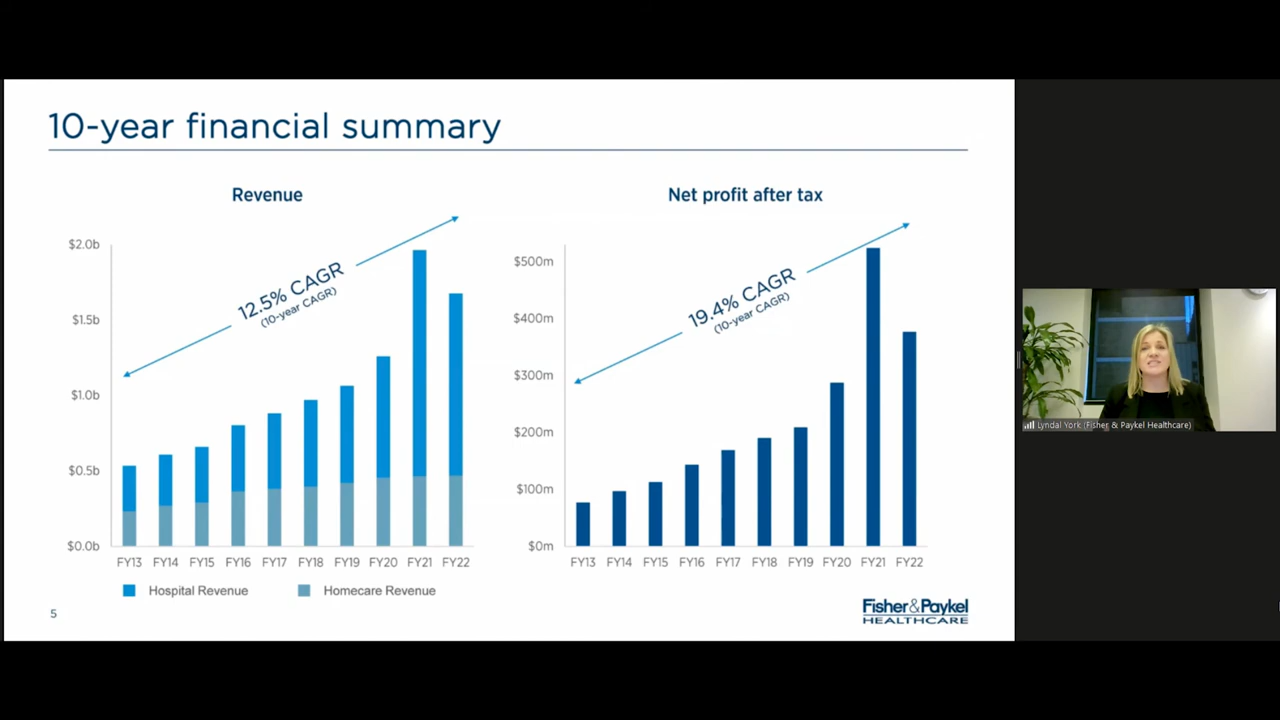 10-year financial summary
Revenue
$2.0b
$1.5b
$1.0b
$0.5b
$0.0b
12.5% CAGR
(10-year CAGR)
FY13 FY14 FY15 FY16 FY17 FY18 FY19 FY20 FY21 FY22
Hospital Revenue
Homecare Revenue
Net profit after tax
$500m
$400m
$300m
$200m
$100m
$0m
19.4% CAGR
(10-year CAGR)
FY13 FY14 FY15 FY16 FY17 FY18 FY19 FY20 FY21 FY22
5
Fisher&Paykel
HEALTHCARE
Lyndal York (Fisher & Paykel Healthcare)